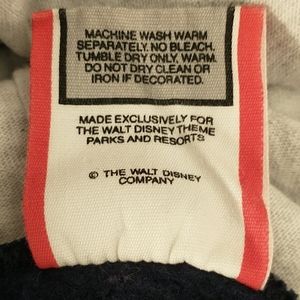 MACHINE WASH WARM
SEPARATELY. NO BLEACH.
TUMBLE DRY ONLY, WARM.
DO NOT DRY CLEAN OR
IRON IF DECORATED.
MADE EXCLUSIVELY FOR
THE WALT DISNEY THEME
PARKS AND RESORTS
© THE WALT DISNEY
COMPANY